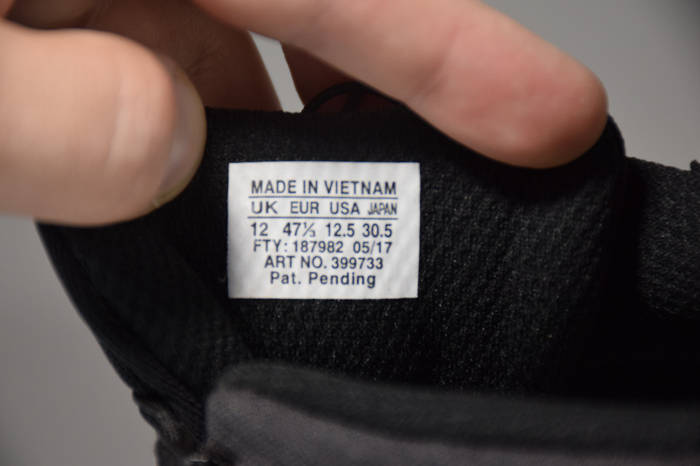 MADE IN VIETNAM
UK EUR USA JAPAN
12 47⅓ 12.5 30.5
FTY: 187982 05/17
ART NO. 399733
Pat. Pending